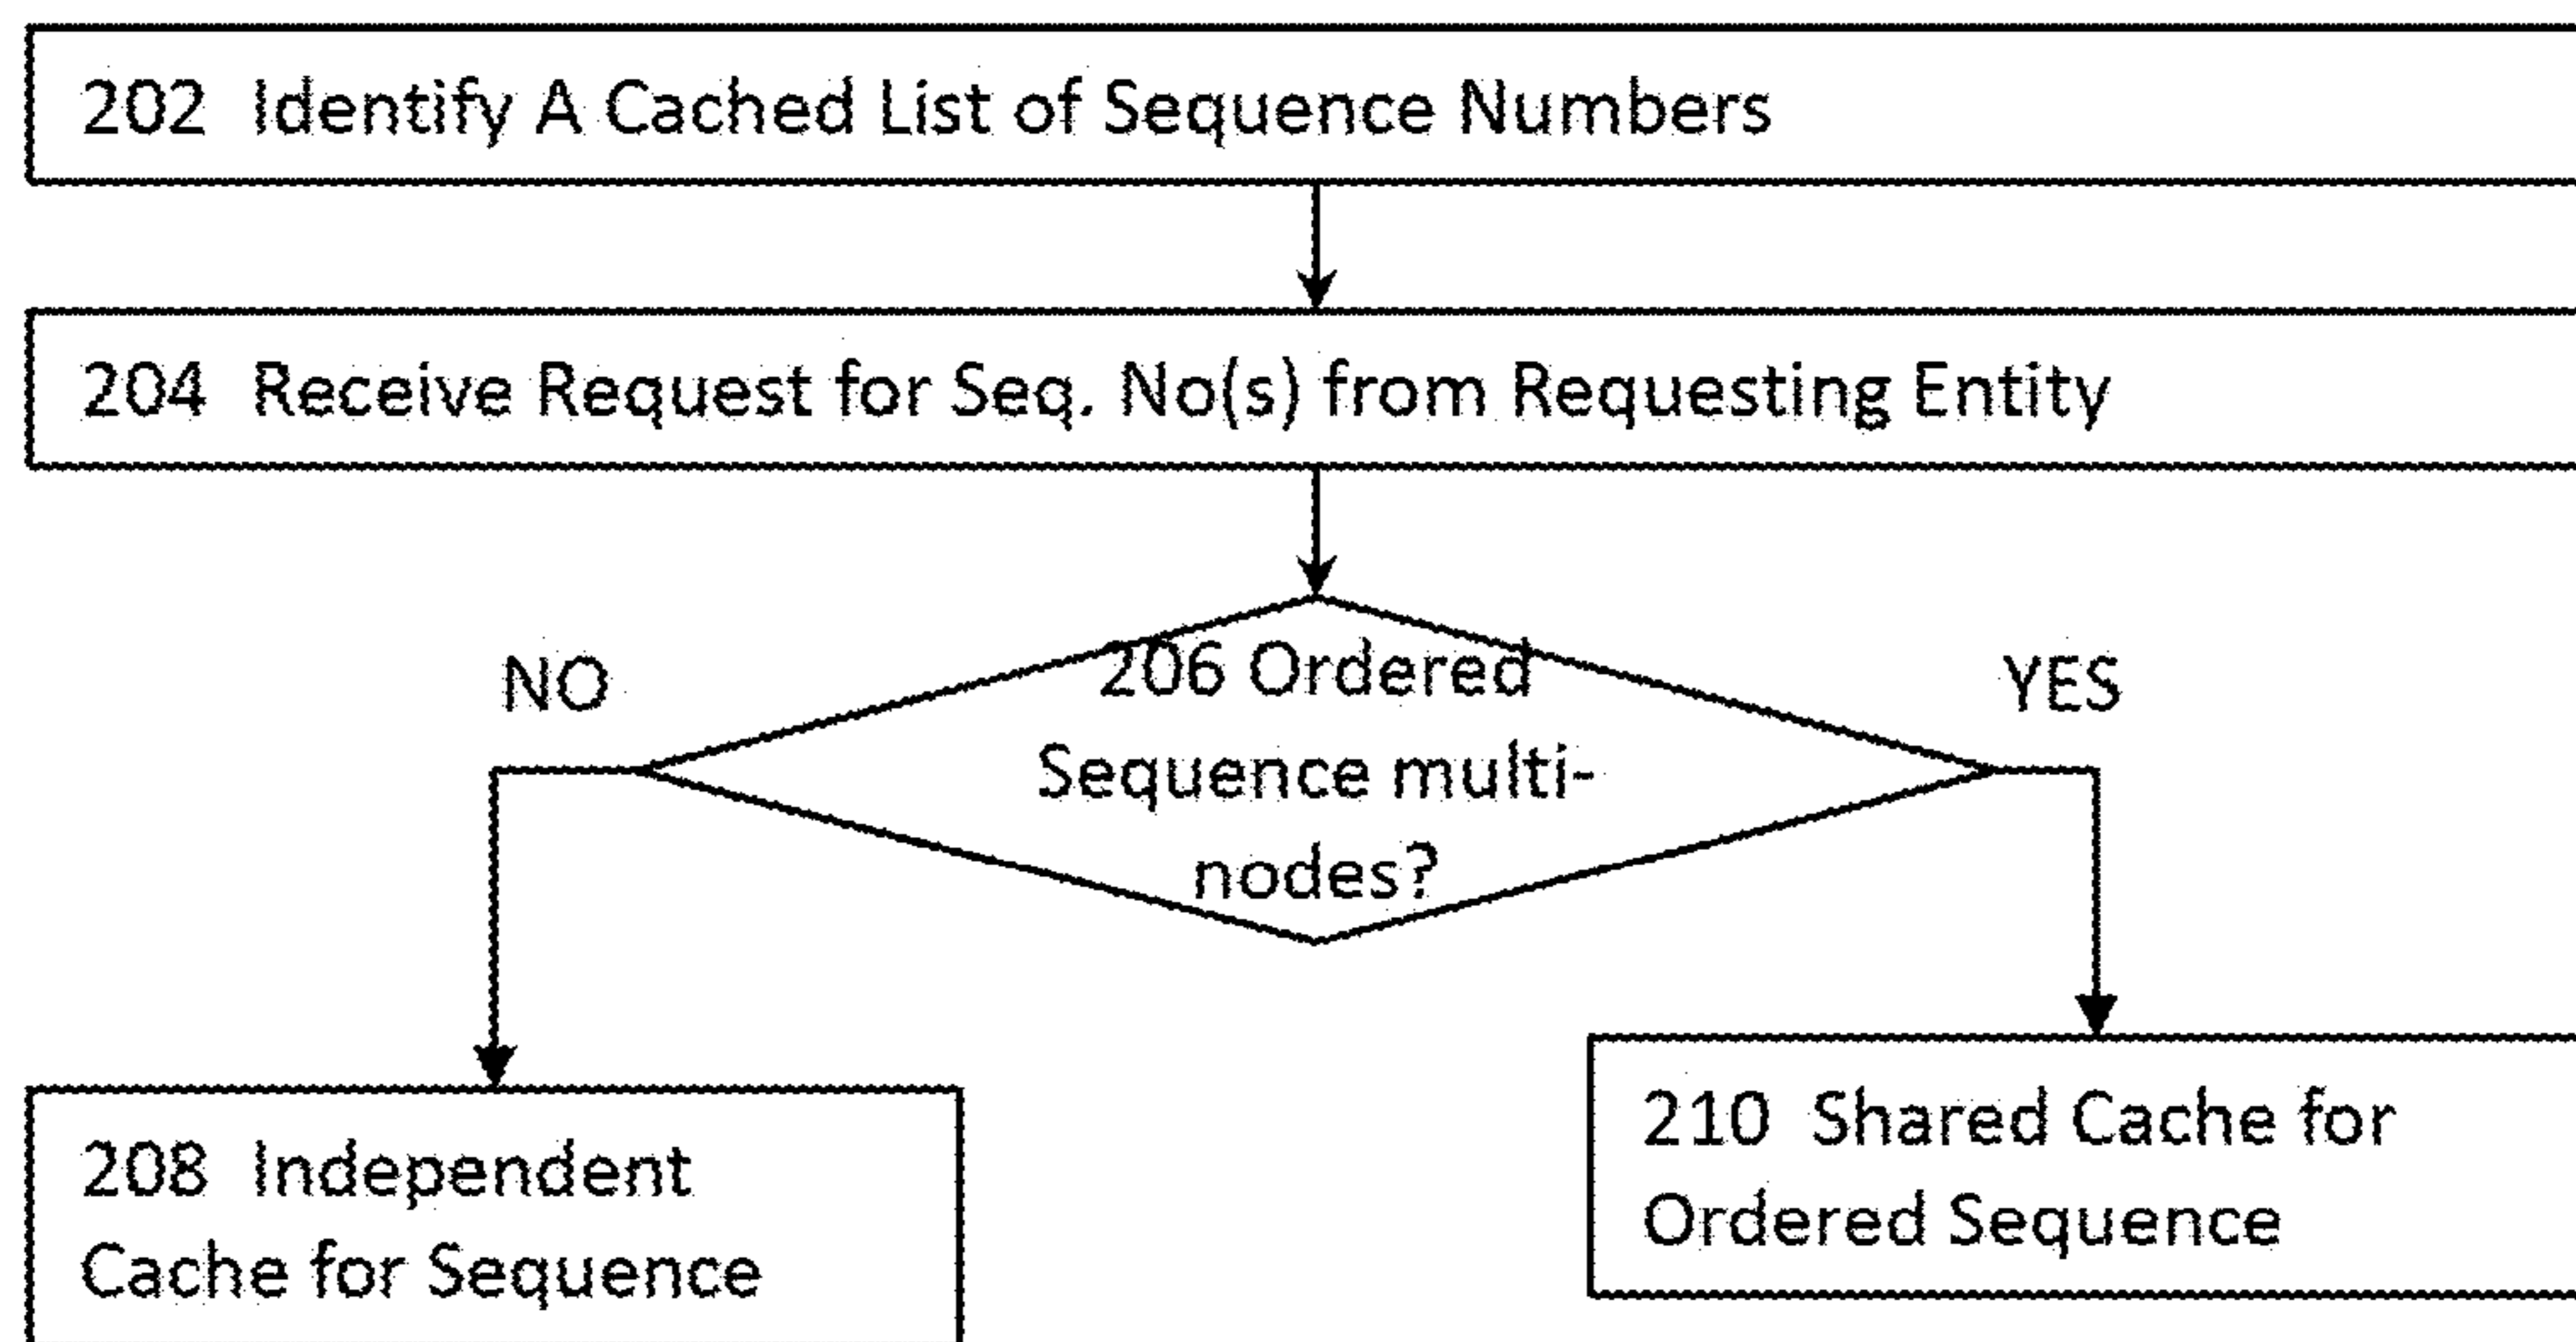 202 Identify A Cached List of Sequence Numbers
204 Receive Request for Seq. No(s) from Requesting Entity
206 Ordered
Sequence multi-
nodes?
NO
YES
208 Independent
Cache for Sequence
210 Shared Cache for
Ordered Sequence